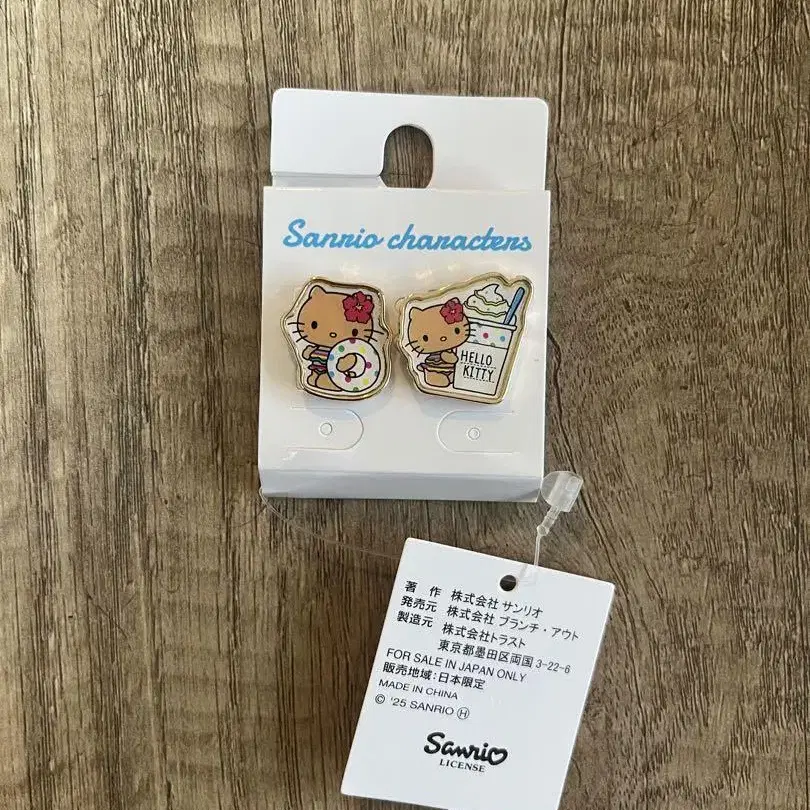 Sanrio characters
HELLO
KITTY
著　作　株式会社 サンリオ
発売元　株式会社 ブランチ・アウト
製造元　株式会社トラスト
東京都墨田区両国3-22-6
FOR SALE IN JAPAN ONLY
販売地域：日本限定
MADE IN CHINA
© '25 SANRIO Ⓗ
Sanrio
LICENSE